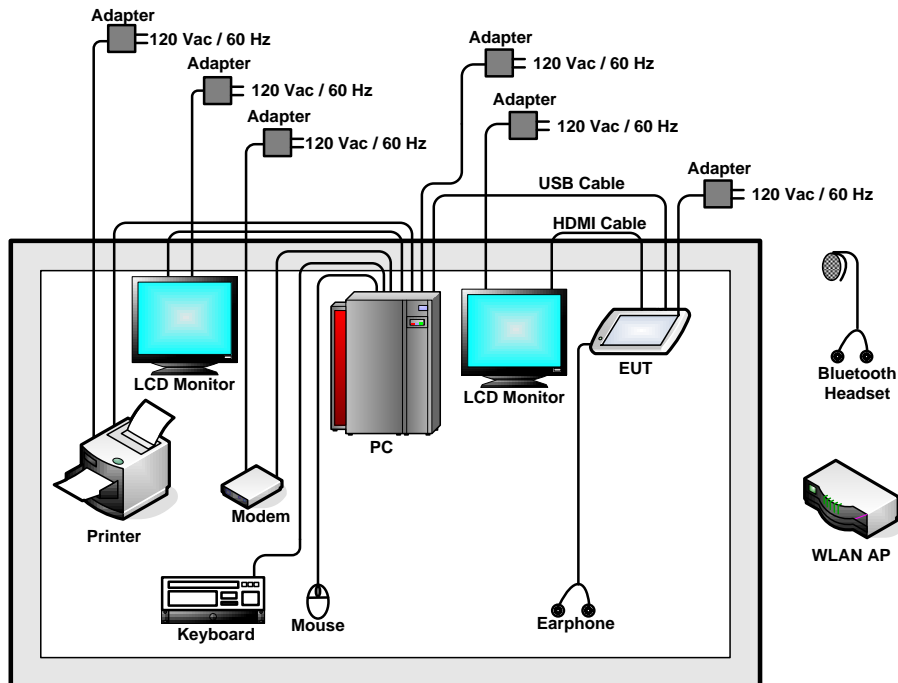 Adapter
120 Vac / 60 Hz
Adapter
120 Vac / 60 Hz
Adapter
120 Vac / 60 Hz
Adapter
120 Vac / 60 Hz
Adapter
120 Vac / 60 Hz
Adapter
120 Vac / 60 Hz
USB Cable
HDMI Cable
LCD Monitor
PC
LCD Monitor
EUT
Bluetooth
Headset
Printer
Modem
WLAN AP
Keyboard
Mouse
Earphone